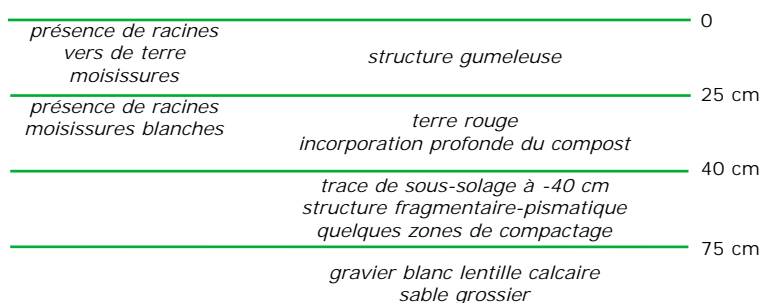 0
présence de racines
vers de terre
moisissures
structure gumeleuse
25 cm
présence de racines
moisissures blanches
terre rouge
incorporation profonde du compost
40 cm
trace de sous-solage à -40 cm
structure fragmentaire-pismatique
quelques zones de compactage
75 cm
gravier blanc lentille calcaire
sable grossier